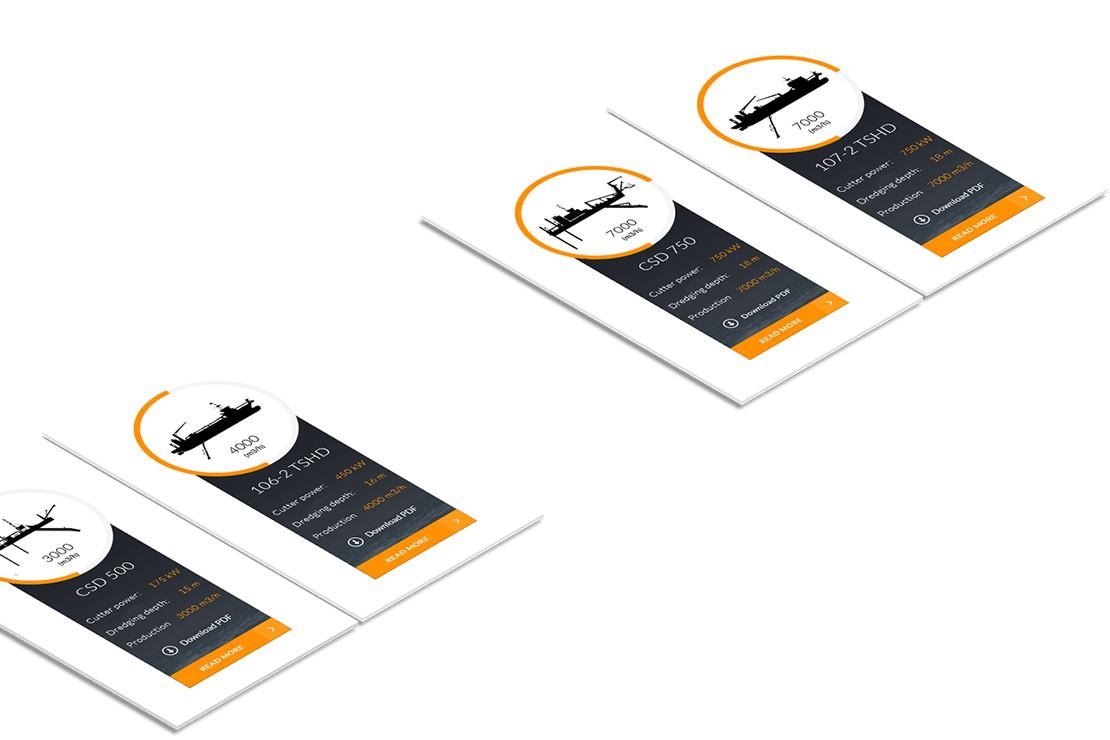 7000
(m3/h)
107-2 TSHD
Cutter power: 750 kW
Dredging depth: 18 m
Production 7000 m3/h
Download PDF
READ MORE
7000
(m3/h)
CSD 750
Cutter power: 750 kW
Dredging depth: 18 m
Production 7000 m3/h
Download PDF
READ MORE
4000
(m3/h)
106-2 TSHD
Cutter power: 450 kW
Dredging depth: 16 m
Production 4000 m3/h
Download PDF
READ MORE
3000
(m3/h)
CSD 500
Cutter power: 175 kW
Dredging depth: 15 m
Production 3000 m3/h
Download PDF
READ MORE